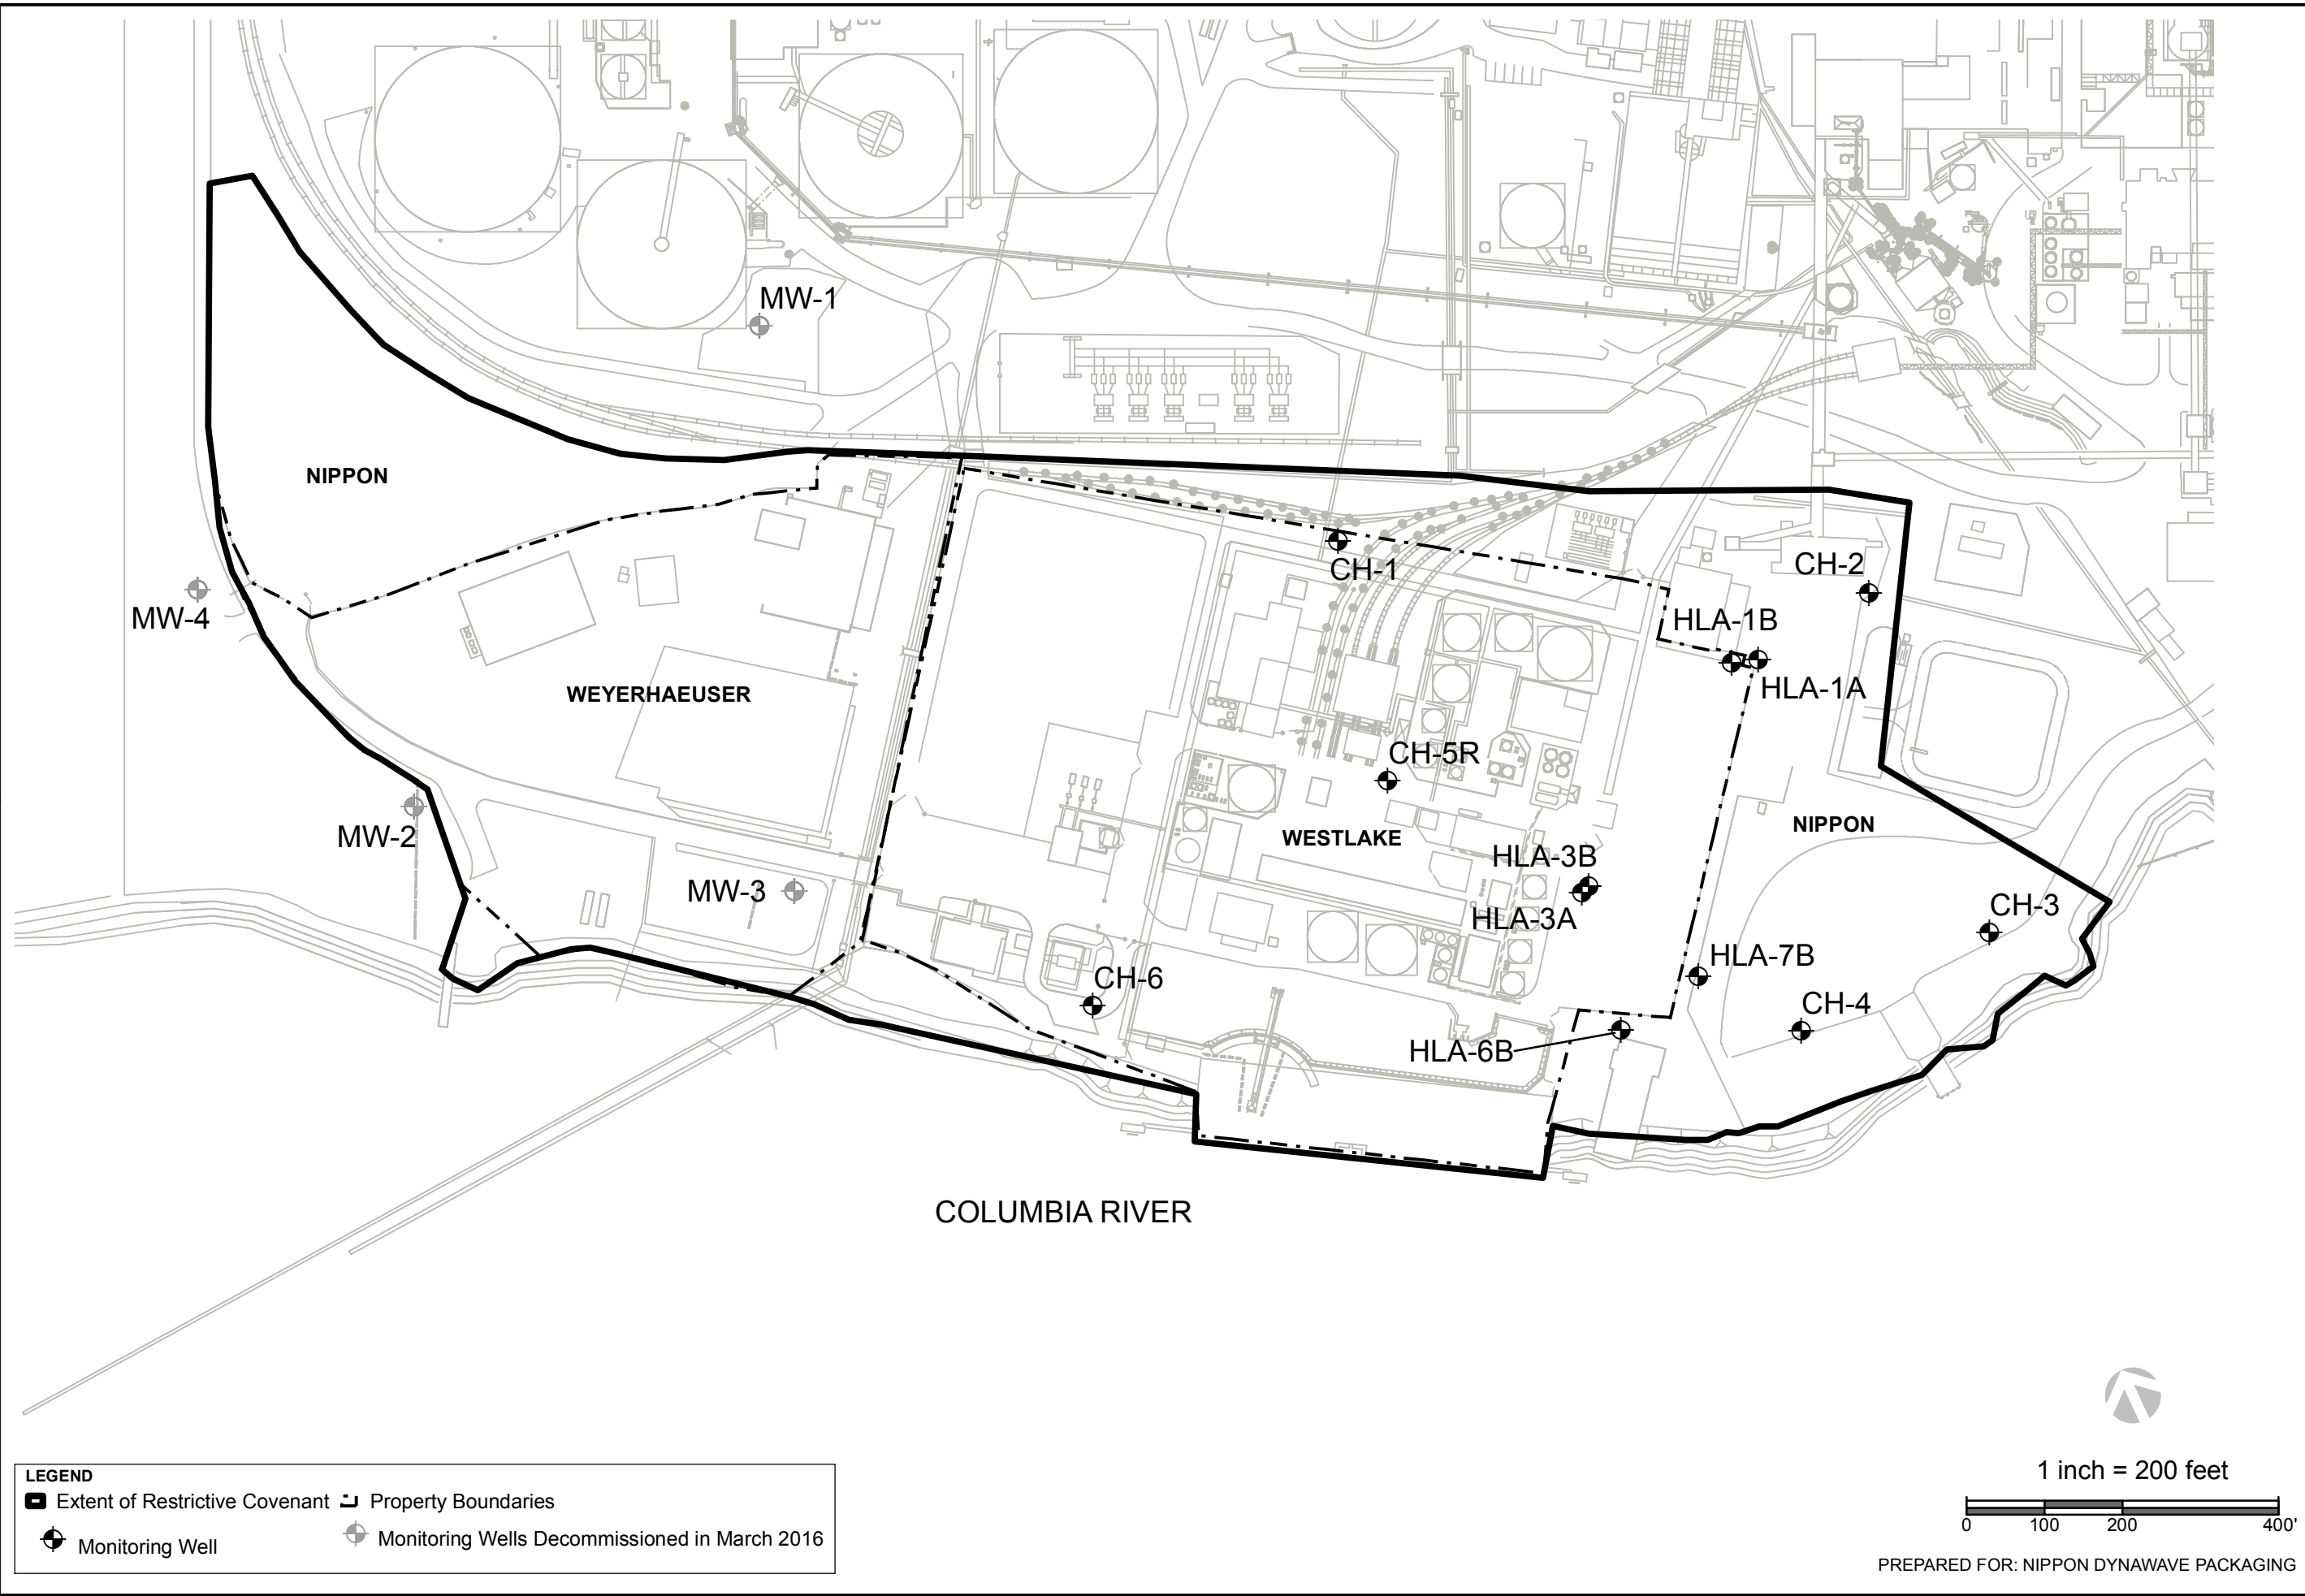 MW-1
NIPPON
CH-1
CH-2
MW-4
HLA-1B
HLA-1A
WEYERHAEUSER
CH-5R
MW-2
WESTLAKE
NIPPON
HLA-3B
MW-3
HLA-3A
CH-3
HLA-7B
CH-6
CH-4
HLA-6B
COLUMBIA RIVER
LEGEND
Extent of Restrictive Covenant
Property Boundaries
Monitoring Well
Monitoring Wells Decommissioned in March 2016
1 inch = 200 feet
0 100 200 400'
PREPARED FOR: NIPPON DYNAWAVE PACKAGING